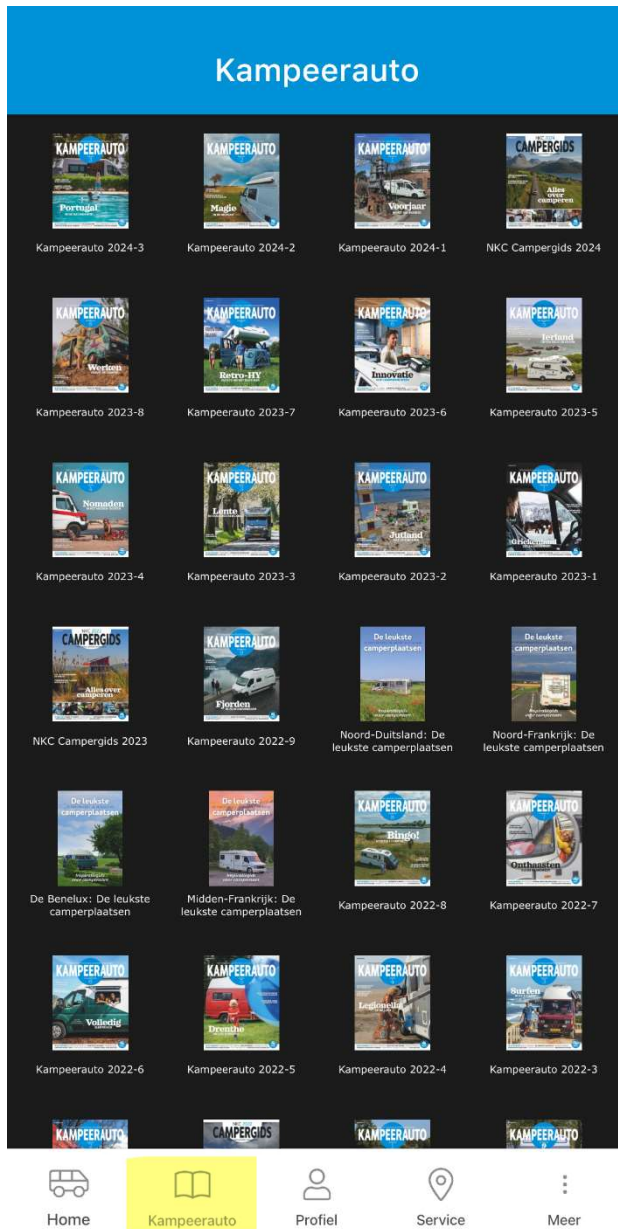 Kampeerauto
KAMPEERAUTO
Portugal
Kampeerauto 2024-3
KAMPEERAUTO
Magie
Kampeerauto 2024-2
KAMPEERAUTO
Voorjaar
Kampeerauto 2024-1
CAMPERGIDS
Alles
over
camperen
NKC Campergids 2024
KAMPEERAUTO
Werken
Kampeerauto 2023-8
KAMPEERAUTO
Retro-HY
Kampeerauto 2023-7
KAMPEERAUTO
Innovatie
Kampeerauto 2023-6
KAMPEERAUTO
Ierland
Kampeerauto 2023-5
KAMPEERAUTO
Nomaden
Kampeerauto 2023-4
KAMPEERAUTO
Lente
Kampeerauto 2023-3
KAMPEERAUTO
Jutland
Kampeerauto 2023-2
KAMPEERAUTO
Griekenland
Kampeerauto 2023-1
CAMPERGIDS
Alles over
camperen
NKC Campergids 2023
KAMPEERAUTO
Fjorden
Kampeerauto 2022-9
De leukste
camperplaatsen
Inspiratiegids
voor campereizen
Noord-Duitsland: De
leukste camperplaatsen
De leukste
camperplaatsen
Noord-Frankrijk: De
leukste camperplaatsen
De leukste
camperplaatsen
De Benelux: De leukste
camperplaatsen
De leukste
camperplaatsen
Midden-Frankrijk: De
leukste camperplaatsen
KAMPEERAUTO
Bingo!
Kampeerauto 2022-8
KAMPEERAUTO
Onthaasten
Kampeerauto 2022-7
KAMPEERAUTO
Volledig
Kampeerauto 2022-6
KAMPEERAUTO
Drenthe
Kampeerauto 2022-5
KAMPEERAUTO
Legionella
Kampeerauto 2022-4
KAMPEERAUTO
Surfen
Kampeerauto 2022-3
KAMPEERAUTO
CAMPERGIDS
KAMPEERAUTO
KAMPEERAUTO
Home
Kampeerauto
Profiel
Service
Meer